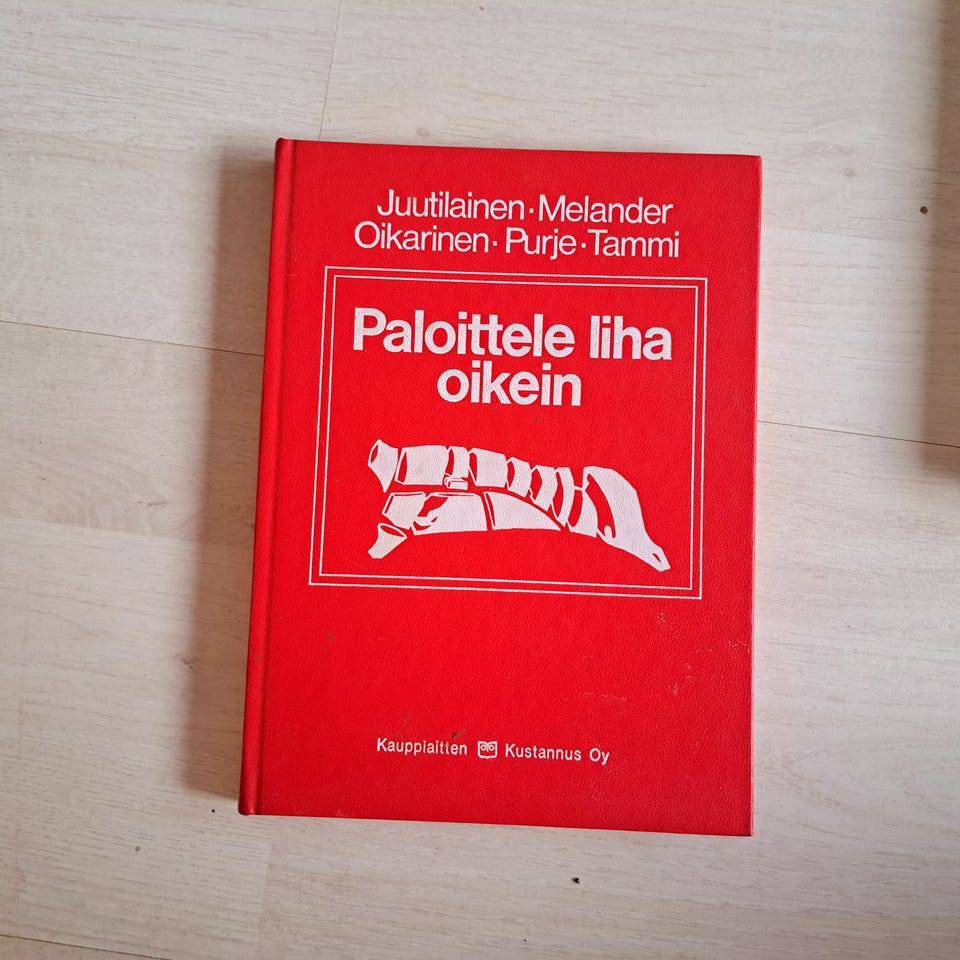 Juutilainen · Melander
Oikarinen · Purje · Tammi
Paloittele liha
oikein
Kauppiaitten Kustannus Oy